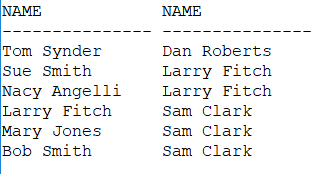 NAME            NAME
--------------- ---------------
Tom Synder      Dan Roberts
Sue Smith       Larry Fitch
Nacy Angelli    Larry Fitch
Larry Fitch     Sam Clark
Mary Jones      Sam Clark
Bob Smith       Sam Clark